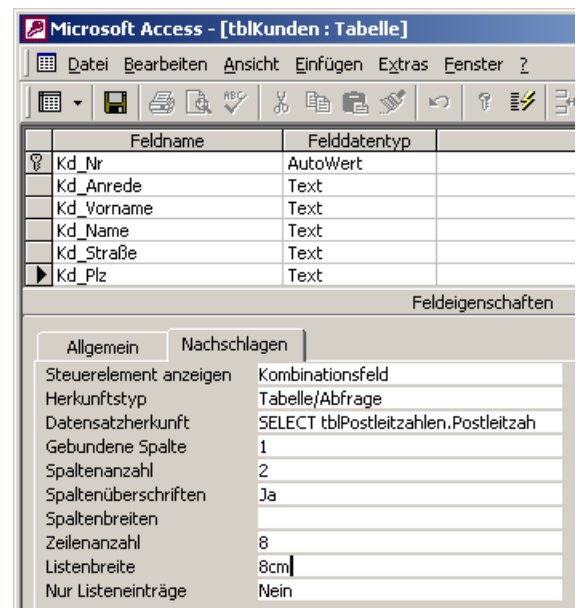 Microsoft Access - [tblKunden : Tabelle]
Datei Bearbeiten Ansicht Einfügen Extras Fenster ?
ABC
Feldname Felddatentyp
Kd_Nr AutoWert
Kd_Anrede Text
Kd_Vorname Text
Kd_Name Text
Kd_Straße Text
Kd_Plz Text
Feldeigenschaften
Allgemein Nachschlagen
Steuerelement anzeigen Kombinationsfeld
Herkunftstyp Tabelle/Abfrage
Datensatzherkunft SELECT tblPostleitzahlen.Postleitzah
Gebundene Spalte 1
Spaltenanzahl 2
Spaltenüberschriften Ja
Spaltenbreiten
Zeilenanzahl 8
Listenbreite 8cm
Nur Listeneinträge Nein